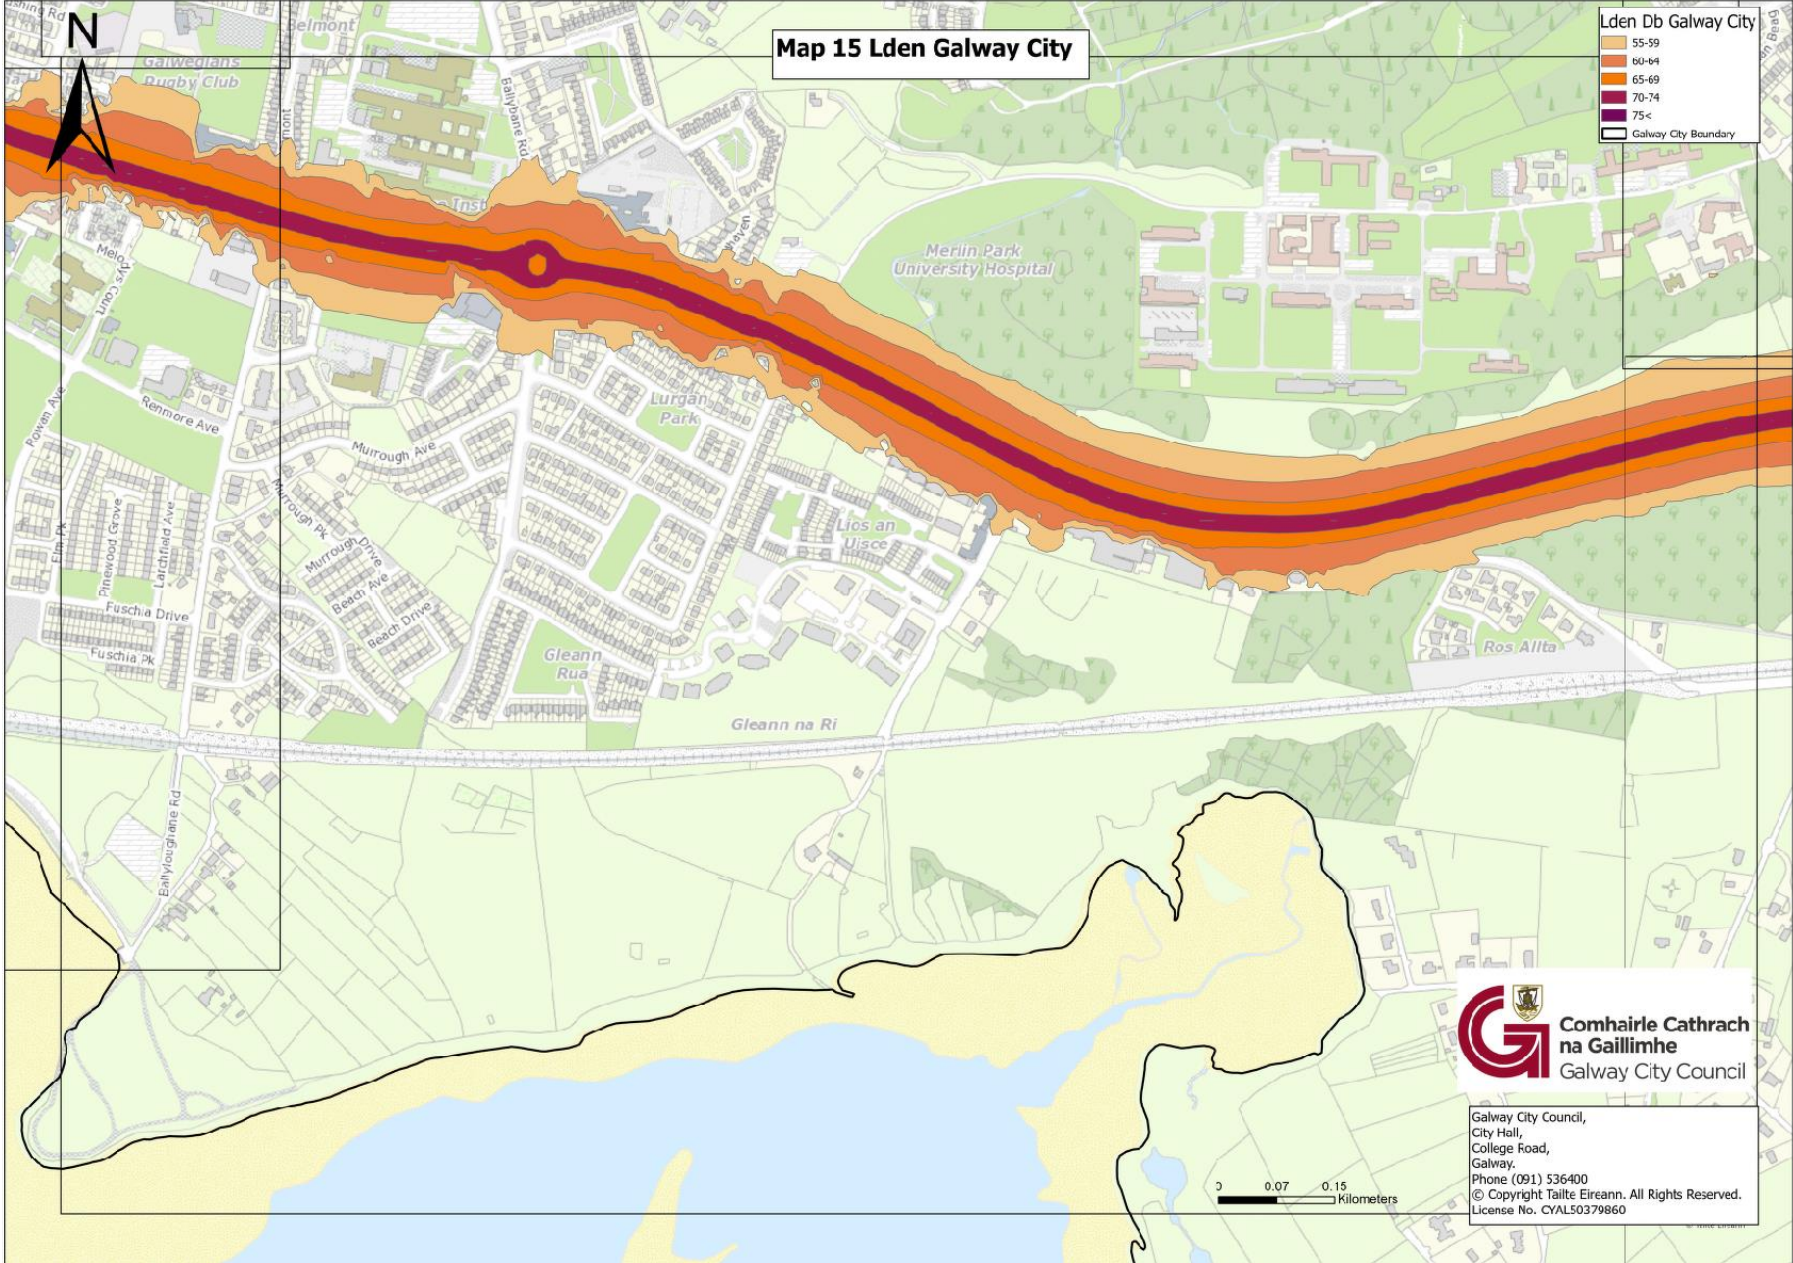 N
Map 15 Lden Galway City
Lden Db Galway City
55-59
60-64
65-69
70-74
75<
Galway City Boundary
Belmont
Galwegians
Rugby Club
Ballybane Rd
Inst
Merlin Park
University Hospital
Melodys Court
Rowan Ave
Renmore Ave
Lurgan
Park
Murrough Ave
Murrough Pk
Murrough Drive
Beach Ave
Beach Drive
Elm Pk
Pinewood Grove
Larchfield Ave
Fuschia Drive
Fuschia Pk
Lios an
Uisce
Gleann
Rua
Gleann na Ri
Ros Allta
Ballyloughane Rd
Comhairle Cathrach
na Gaillimhe
Galway City Council
Galway City Council,
City Hall,
College Road,
Galway.
Phone (091) 536400
© Copyright Tailte Eireann. All Rights Reserved.
License No. CYAL50379860
0 0.07 0.15
Kilometers